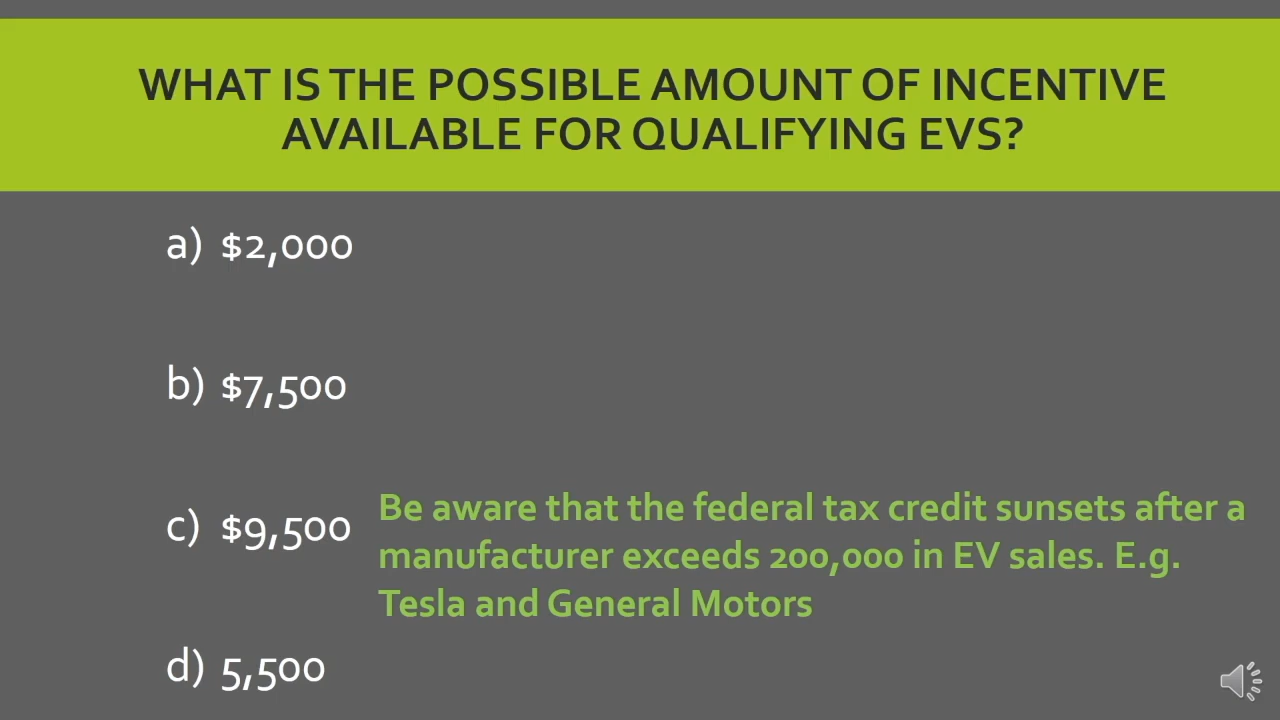 WHAT IS THE POSSIBLE AMOUNT OF INCENTIVE
AVAILABLE FOR QUALIFYING EVS?
a) $2,000
b) $7,500
c) $9,500
Be aware that the federal tax credit sunsets after a
manufacturer exceeds 200,000 in EV sales. E.g.
Tesla and General Motors
d) 5,500